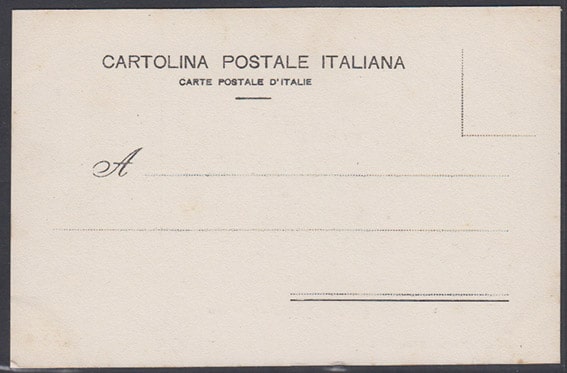 CARTOLINA POSTALE ITALIANA
CARTE POSTALE D'ITALIE
A